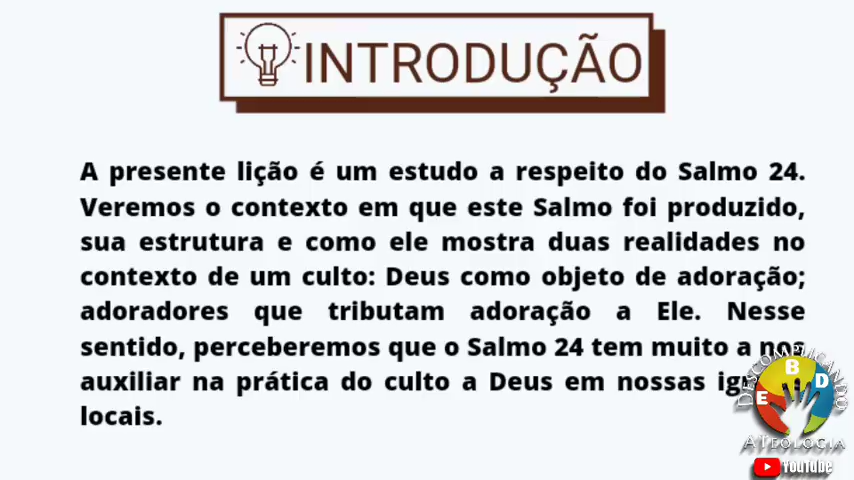 INTRODUÇÃO
A presente lição é um estudo a respeito do Salmo 24.
Veremos o contexto em que este Salmo foi produzido,
sua estrutura e como ele mostra duas realidades no
contexto de um culto: Deus como objeto de adoração;
adoradores que tributam adoração a Ele. Nesse
sentido, perceberemos que o Salmo 24 tem muito a nos
auxiliar na prática do culto a Deus em nossas
locais.
DESCOMPLICANDO
EBD
A TEOLOGIA
YouTube